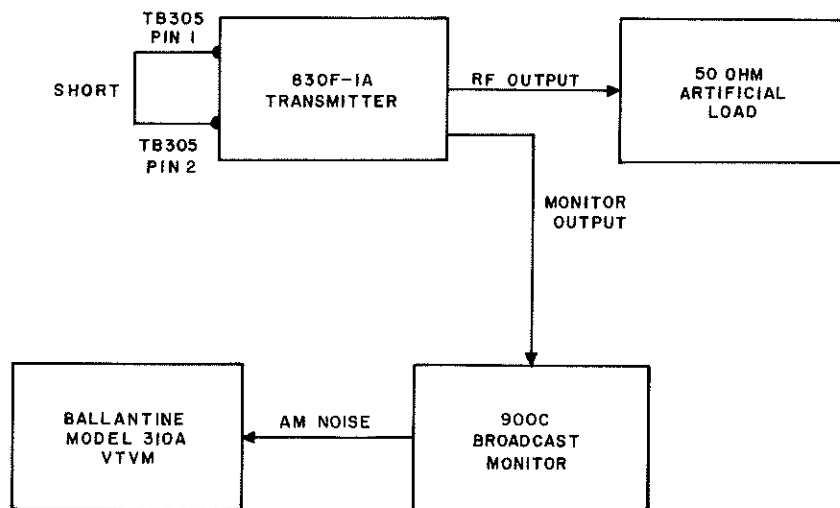 TB305
PIN 1
SHORT
TB305
PIN 2
830F-1A
TRANSMITTER
RF OUTPUT
50 OHM
ARTIFICIAL
LOAD
MONITOR
OUTPUT
BALLANTINE
MODEL 310A
VTVM
AM NOISE
900C
BROADCAST
MONITOR